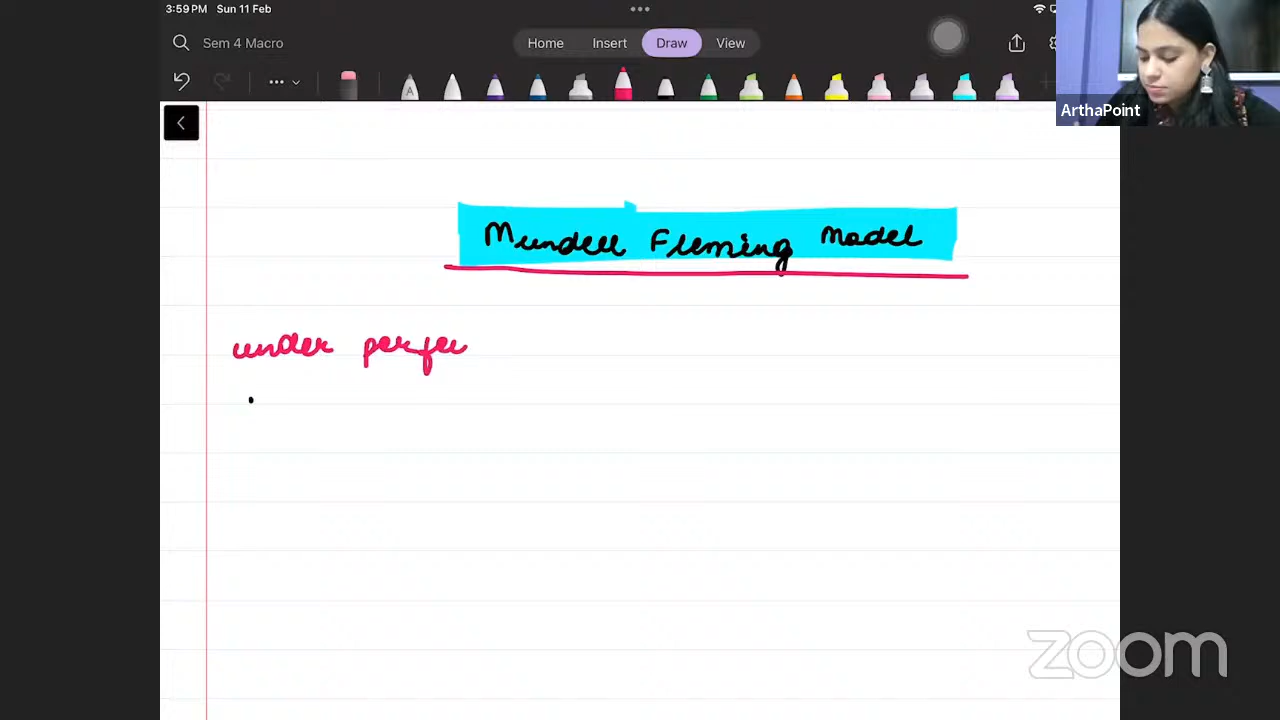 3:59 PM Sun 11 Feb
Sem 4 Macro
Home Insert Draw View
A
ArthaPoint
Mundell Fleming Model
under perfec
zoom